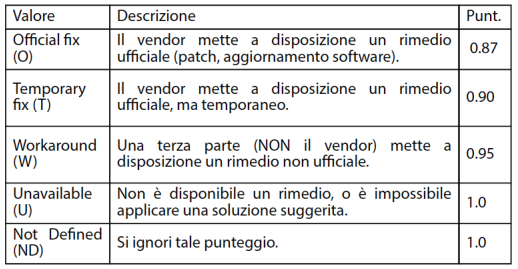 Valore Descrizione Punt.
Official fix Il vendor mette a disposizione un rimedio
(O) ufficiale (patch, aggiornamento software). 0.87
Temporary Il vendor mette a disposizione un rimedio
fix (T) ufficiale, ma temporaneo. 0.90
Workaround Una terza parte (NON il vendor) mette a
(W) disposizione un rimedio non ufficiale. 0.95
Unavailable Non è disponibile un rimedio, o è impossibile
(U) applicare una soluzione suggerita. 1.0
Not Defined
(ND) Si ignori tale punteggio. 1.0